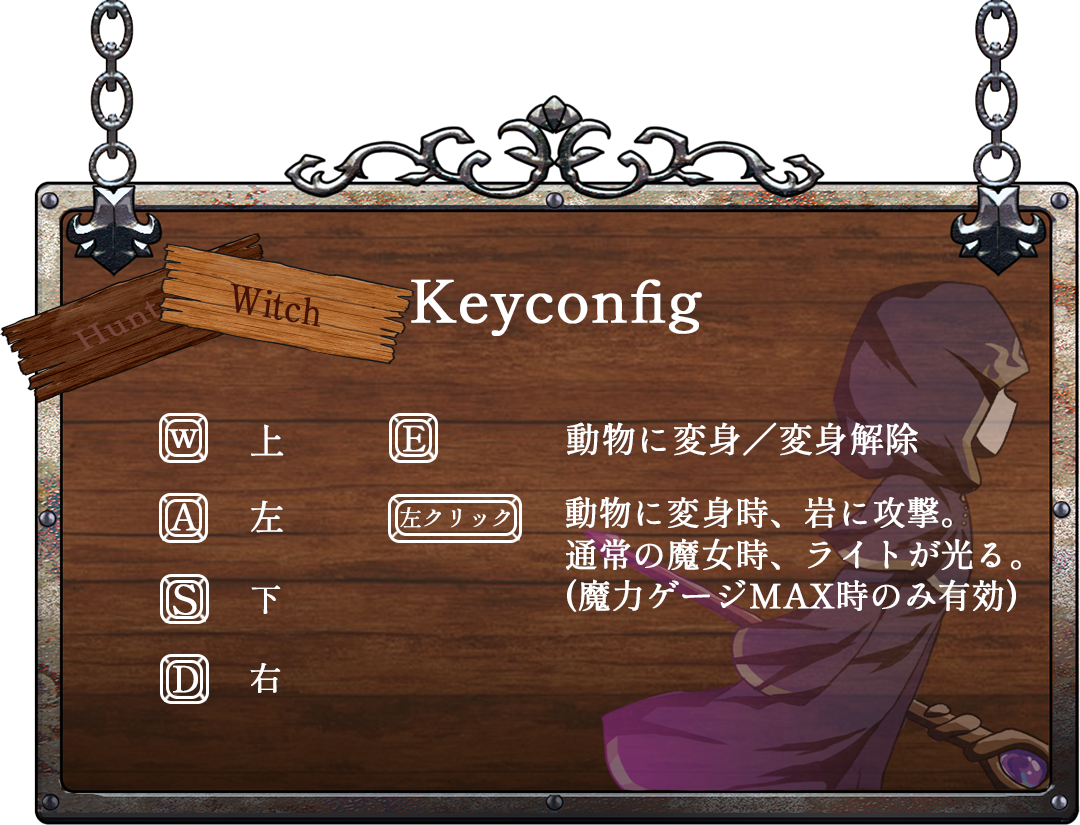 Keyconfig
Witch
Hunt
W 上
A 左
S 下
D 右
E 動物に変身／変身解除
左クリック 動物に変身時、岩に攻撃。
通常の魔女時、ライトが光る。
(魔力ゲージMAX時のみ有効)